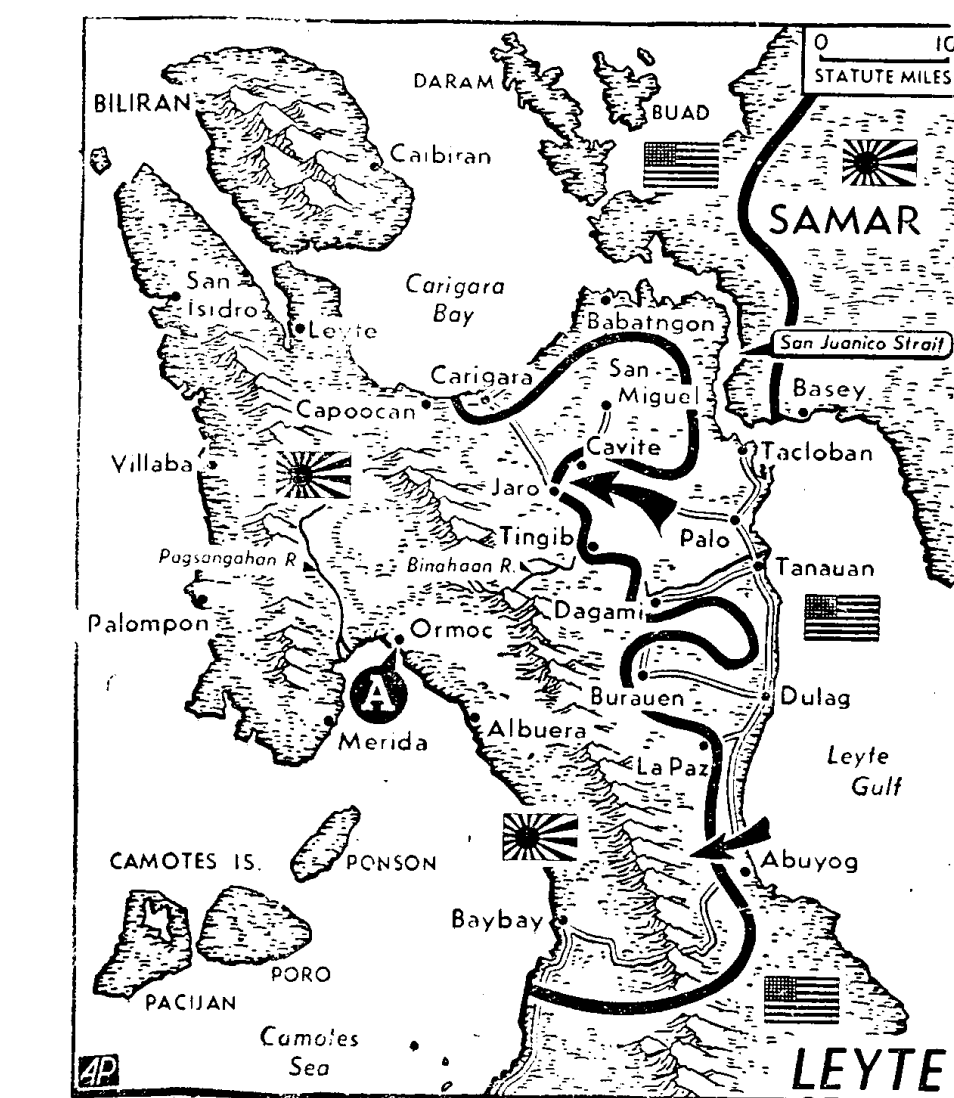 0 10
STATUTE MILES
DARAM
BILIRAN
BUAD
Caibiran
SAMAR
San
Isidro
Carigara
Bay
Leyte
Babatngon
San Juanico Strait
Carigara
San
Miguel
Basey
Capoocan
Cavite
Tacloban
Villaba
Jaro
Tingib
Palo
Pagsangahan R
Binahaan R.
Tanauan
Dagami
Palompon
Ormoc
A
Burauen
Dulag
Merida
Albuera
La Paz
Leyte
Gulf
CAMOTES IS.
PONSON
Abuyog
Baybay
PORO
PACIJAN
Camotes
Sea
AP
LEYTE